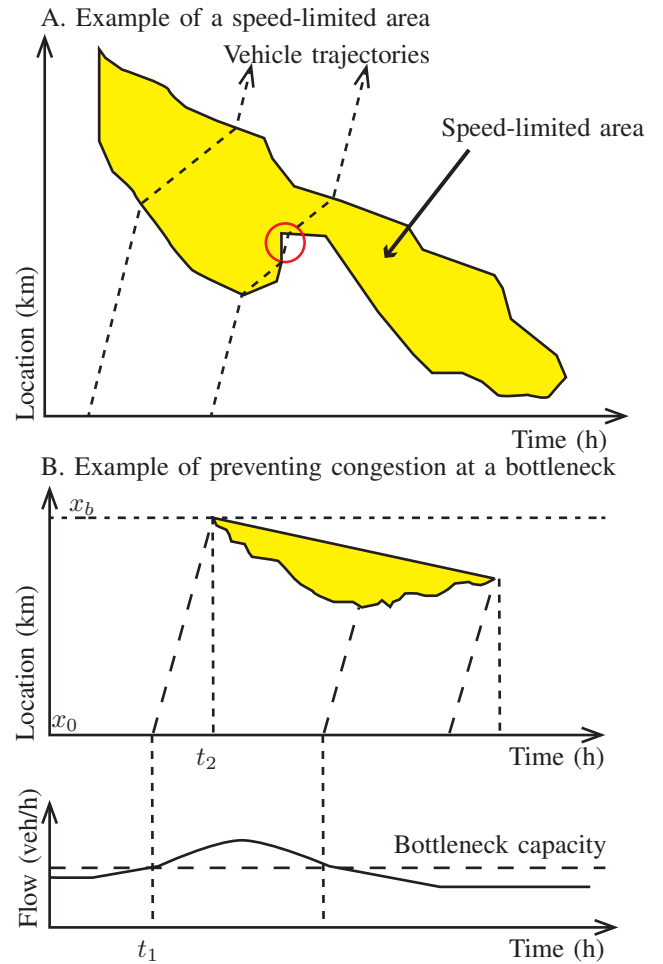 A. Example of a speed-limited area
Vehicle trajectories
Speed-limited area
Location (km)
Time (h)
B. Example of preventing congestion at a bottleneck
x_b
Location (km)
x_0
t_2
Time (h)
Flow (veh/h)
Bottleneck capacity
t_1
Time (h)